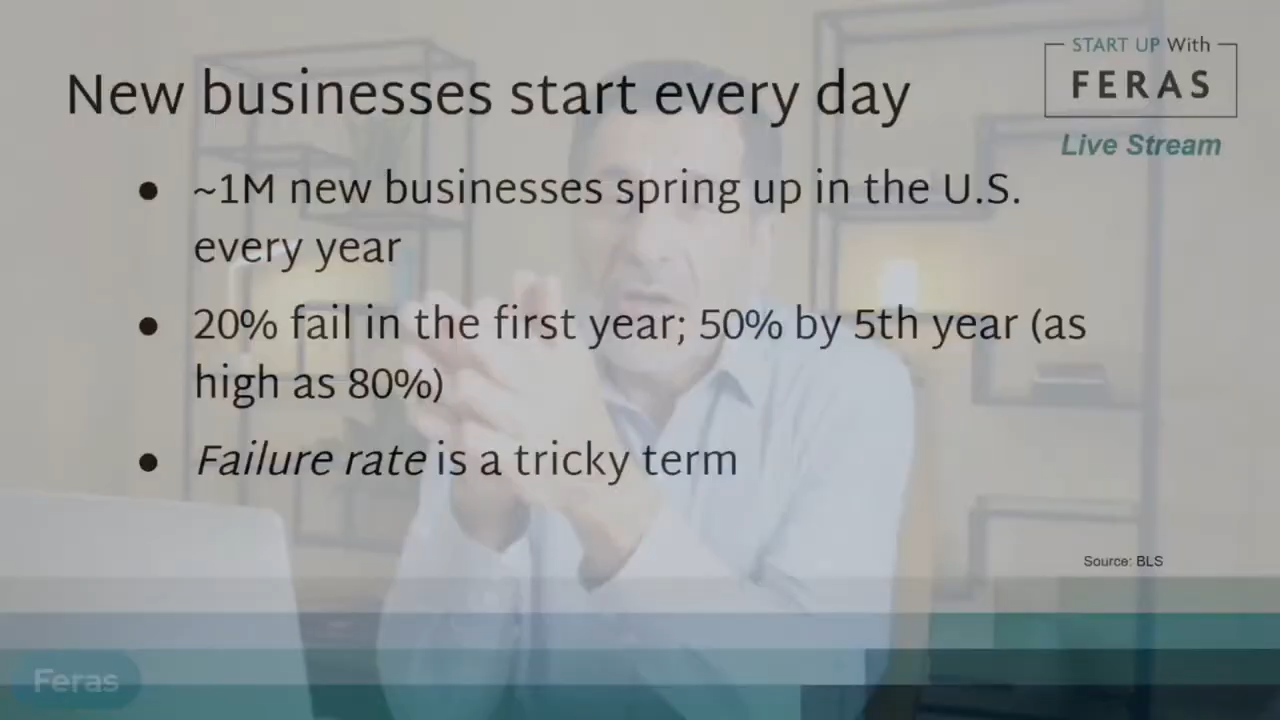 START UP With
FERAS
Live Stream
New businesses start every day
● ~1M new businesses spring up in the U.S.
every year
● 20% fail in the first year; 50% by 5th year (as
high as 80%)
● Failure rate is a tricky term
Source: BLS
Feras